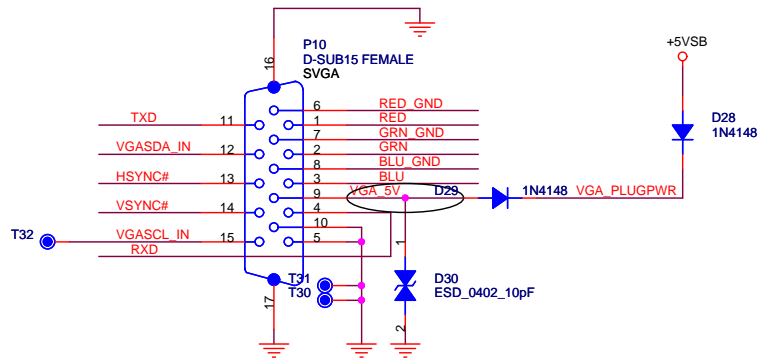 P10
D-SUB15 FEMALE
SVGA
+5VSB
16
6
RED_GND
TXD
11
1
RED
D28
1N4148
7
GRN_GND
VGASDA_IN
12
2
GRN
8
BLU_GND
HSYNC#
13
3
BLU
9
VGA_5V
D29
1N4148
VGA_PLUGPWR
VSYNC#
14
4
10
T32
VGASCL_IN
15
5
RXD
1
T31
T30
D30
ESD_0402_10pF
17
2